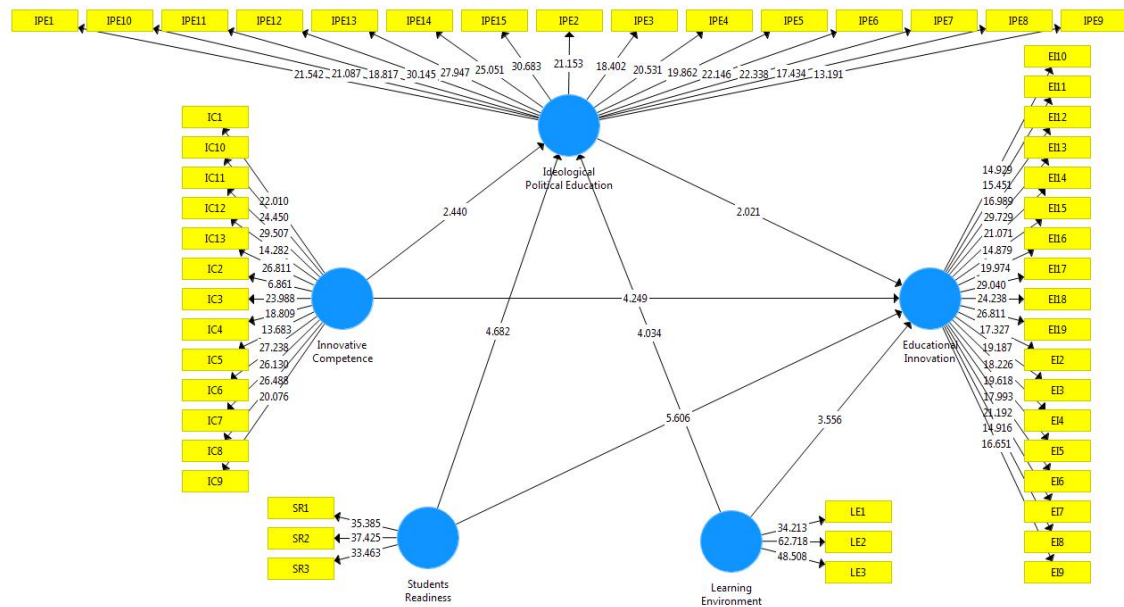 IPE1 IPE10 IPE11 IPE12 IPE13 IPE14 IPE15 IPE2 IPE3 IPE4 IPE5 IPE6 IPE7 IPE8 IPE9
21.542 21.087 18.817 30.145 27.947 25.051 30.683 21.153 18.402 20.531 19.862 22.146 22.338 17.434 13.191
Ideological
Political Education
IC1
IC10
IC11
IC12
IC13
IC2
IC3
IC4
IC5
IC6
IC7
IC8
IC9
22.010
24.450
29.507
14.282
26.811
6.861
23.988
18.809
13.683
27.238
26.130
26.488
20.076
Innovative
Competence
2.440
2.021
4.249
4.682
4.034
5.606
3.556
Educational
Innovation
14.929
15.451
16.989
29.729
21.071
14.879
19.974
29.040
24.238
26.811
17.327
19.187
18.226
19.618
17.993
21.192
14.916
16.651
EI10
EI11
EI12
EI13
EI14
EI15
EI16
EI17
EI18
EI19
EI2
EI3
EI4
EI5
EI6
EI7
EI8
EI9
SR1
SR2
SR3
35.385
37.425
33.463
Students
Readiness
Learning
Environment
34.213
62.718
48.508
LE1
LE2
LE3